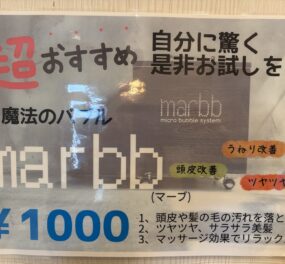 超おすすめ
自分に驚く
是非お試しを
魔法のバブル
marbb
micro bubble system
うねり改善
頭皮改善
ツヤツヤ
marbb
(マーブ)
¥1000
1、頭皮や髪の毛の汚れを落と
2、ツヤツヤ、サラサラ美髪
3、マッサージ効果でリラック